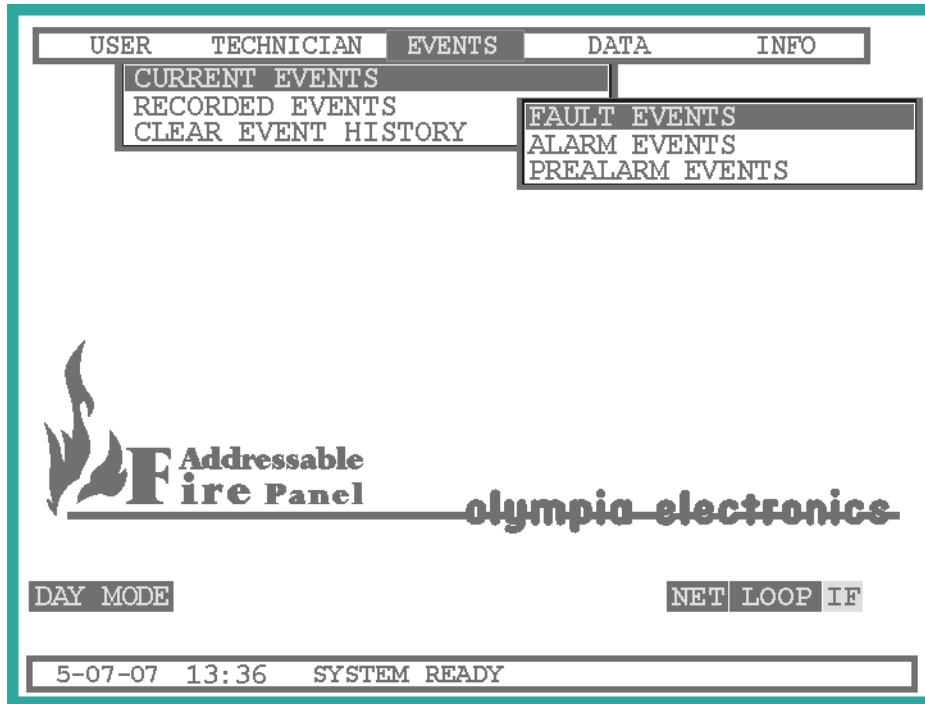 USER TECHNICIAN EVENTS DATA INFO
CURRENT EVENTS
RECORDED EVENTS
CLEAR EVENT HISTORY
FAULT EVENTS
ALARM EVENTS
PREALARM EVENTS
Addressable
Fire Panel
olympia electronics
DAY MODE
NET LOOP IF
5-07-07 13:36 SYSTEM READY